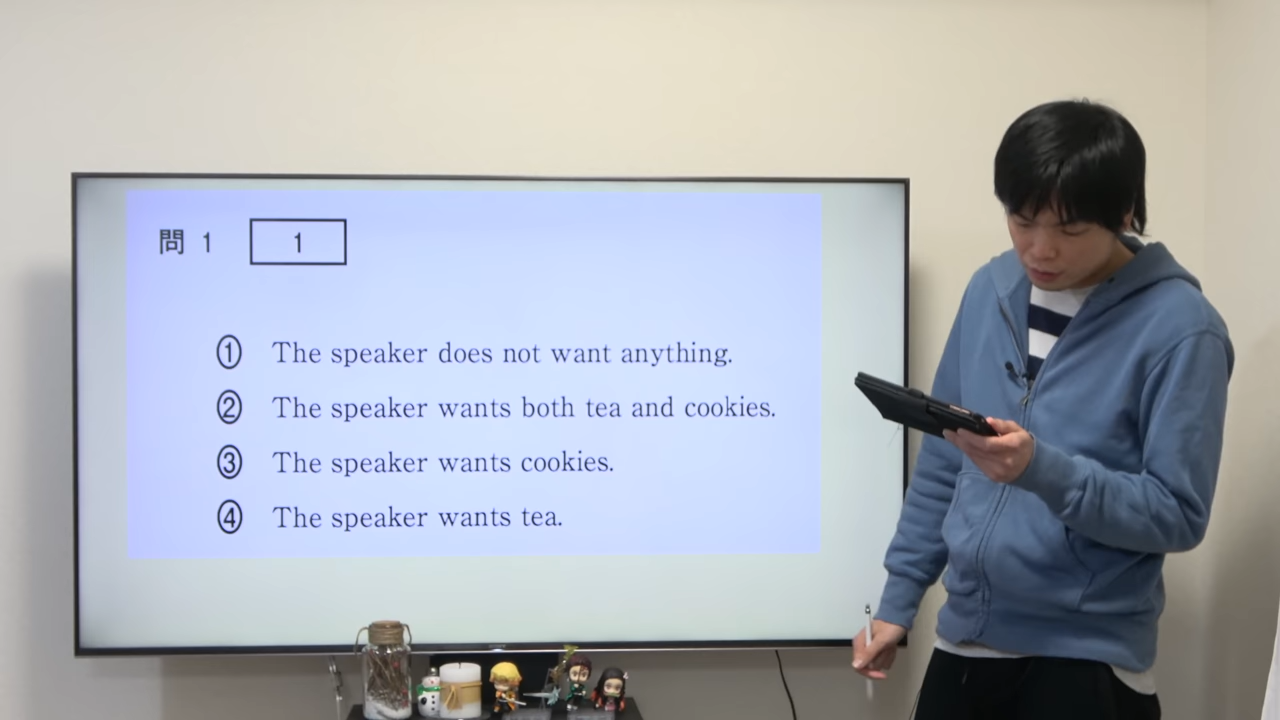 問 1 1
① The speaker does not want anything.
② The speaker wants both tea and cookies.
③ The speaker wants cookies.
④ The speaker wants tea.